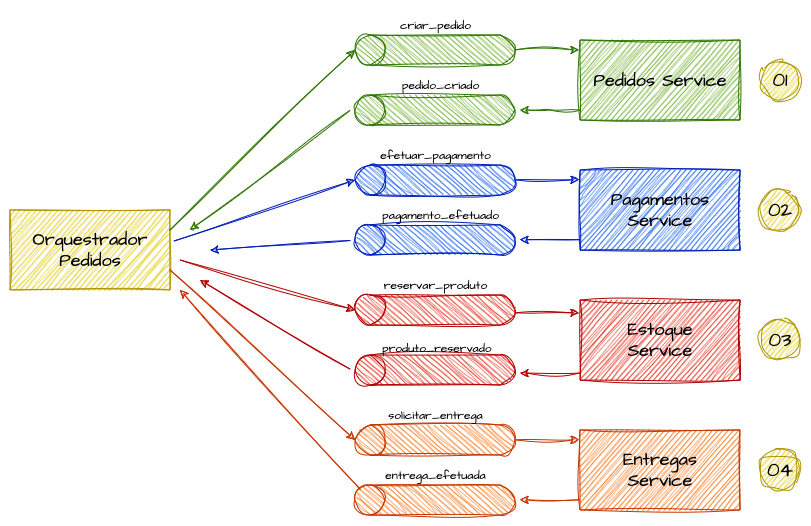 criar_pedido
Pedidos Service
01
pedido_criado
efetuar_pagamento
Pagamentos
Service
02
pagamento_efetuado
Orquestrador
Pedidos
reservar_produto
Estoque
Service
03
produto_reservado
solicitar_entrega
Entregas
Service
04
entrega_efetuada